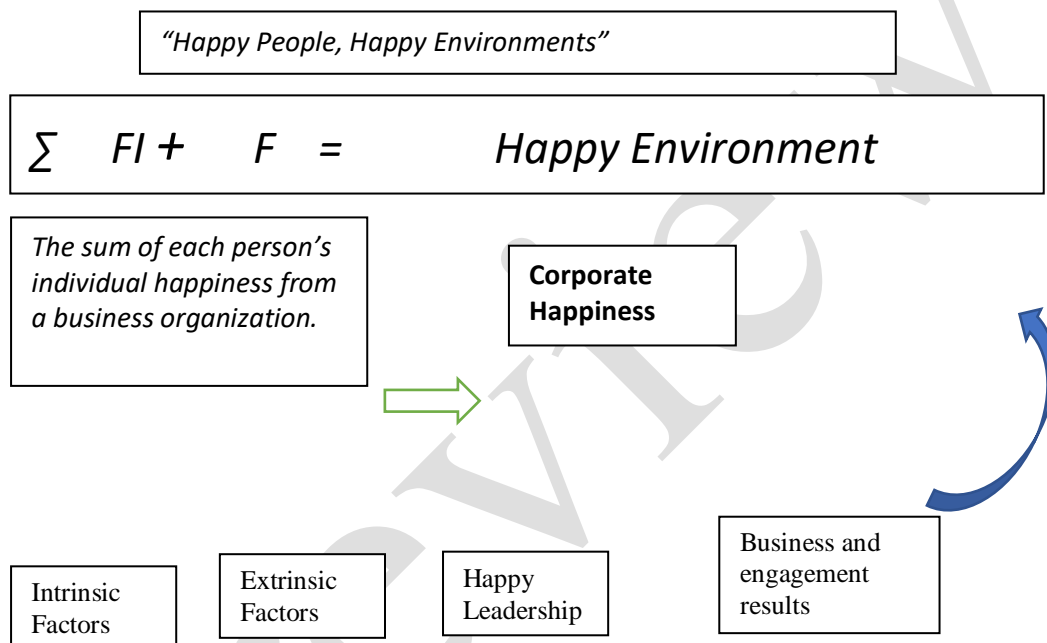 “Happy People, Happy Environments”
∑ FI + F = Happy Environment
The sum of each person’s
individual happiness from
a business organization.
Corporate
Happiness
Intrinsic
Factors
Extrinsic
Factors
Happy
Leadership
Business and
engagement
results